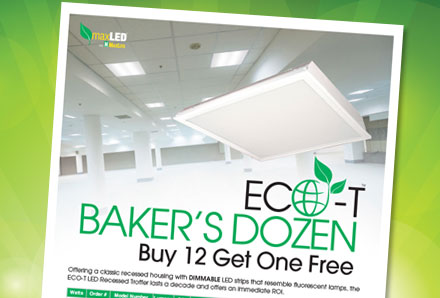 maxLED
ECO-T™
BAKER'S DOZEN
Buy 12 Get One Free
Offering a classic recessed housing with DIMMABLE LED strips that resemble fluorescent lamps, the
ECO-T LED Recessed Troffer lasts a decade and offers an immediate ROI.
Watts Order # Model Number